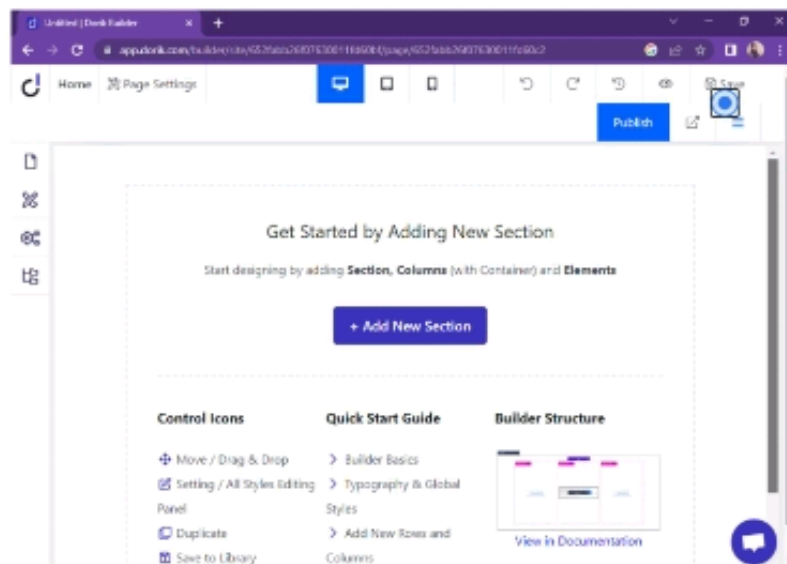 Untitled | Dorik Builder
Home
Page Settings
Save
Publish
Get Started by Adding New Section
Start designing by adding Section, Columns (with Container) and Elements
+ Add New Section
Control Icons
Move / Drag & Drop
Setting / All Styles Editing
Panel
Duplicate
Save to Library
Quick Start Guide
Builder Basics
Typography & Global
Styles
Add New Rows and
Columns
Builder Structure
View in Documentation